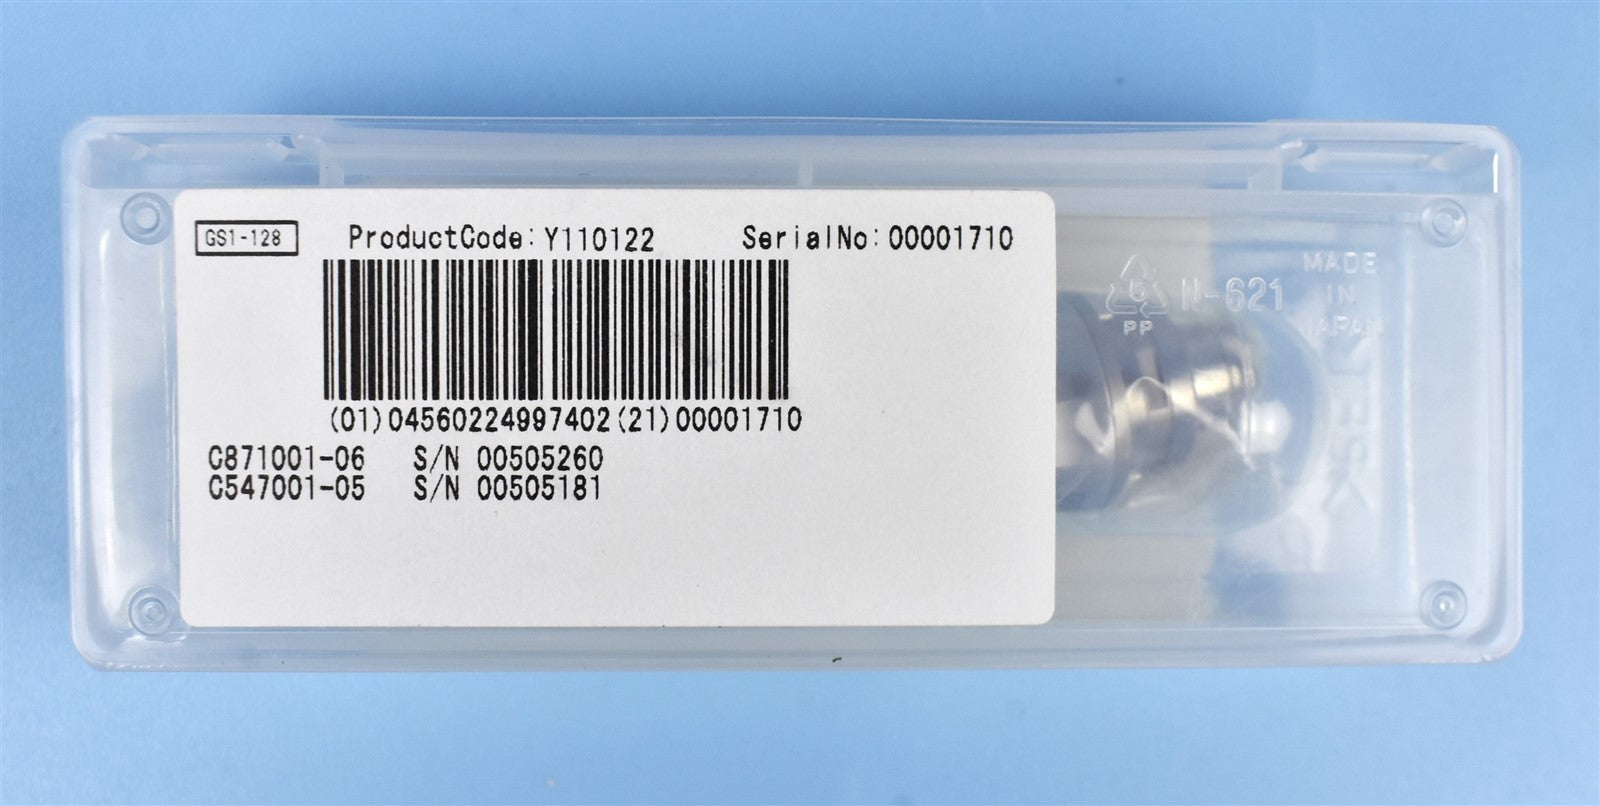 GS1-128 ProductCode:Y110122 SerialNo:00001710
(01)04560224997402(21)00001710
C871001-06 S/N 00505260
C547001-05 S/N 00505181
5
PP
N-621
MADE
IN
JAPAN